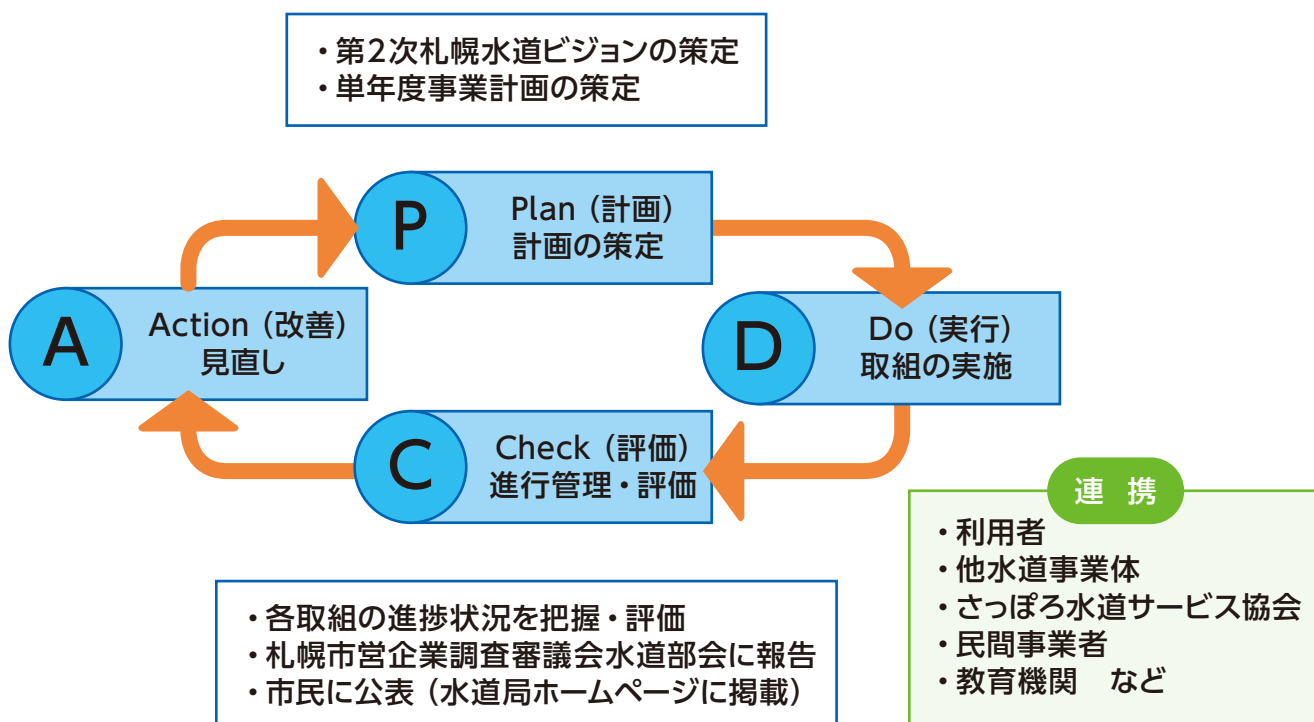 ・第2次札幌水道ビジョンの策定
・単年度事業計画の策定
P
Plan（計画）
計画の策定
A
Action（改善）
見直し
D
Do（実行）
取組の実施
C
Check（評価）
進行管理・評価
連 携
・利用者
・他水道事業体
・さっぽろ水道サービス協会
・民間事業者
・教育機関　など
・各取組の進捗状況を把握・評価
・札幌市営企業調査審議会水道部会に報告
・市民に公表（水道局ホームページに掲載）